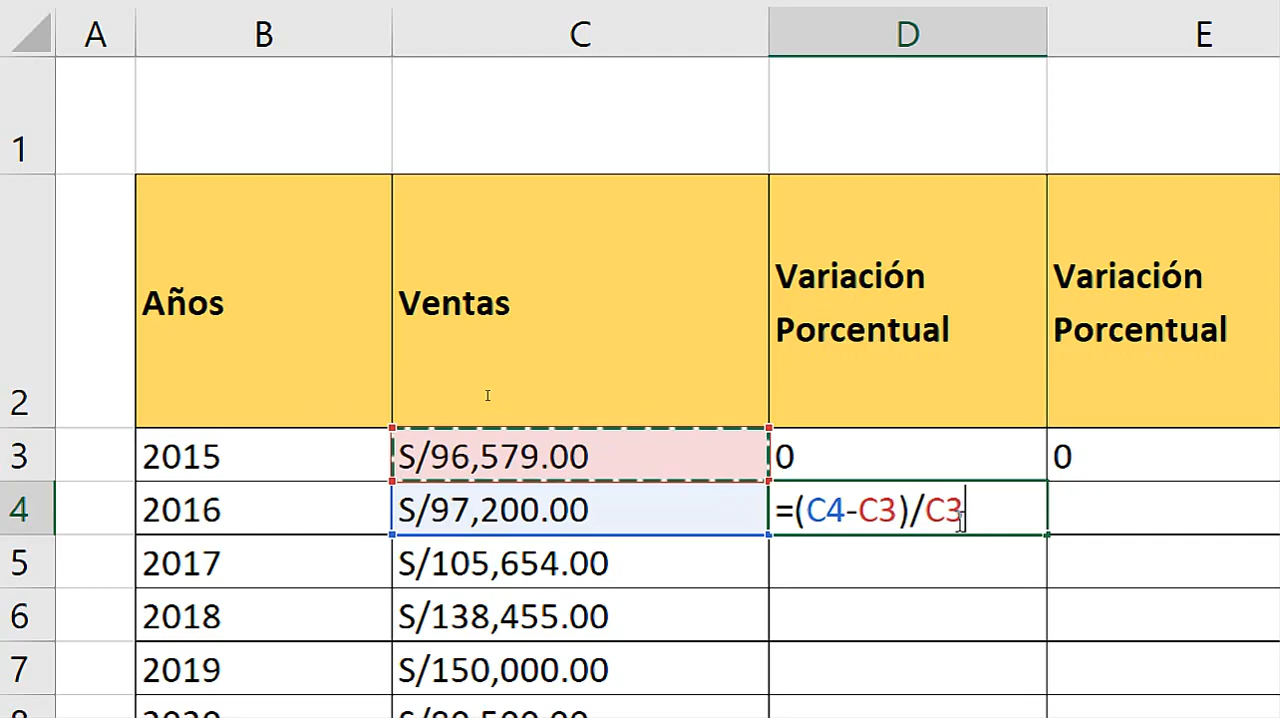 A B C D E
1
2 Años Ventas Variación Porcentual Variación Porcentual
3 2015 S/96,579.00 0 0
4 2016 S/97,200.00 =(C4-C3)/C3
5 2017 S/105,654.00
6 2018 S/138,455.00
7 2019 S/150,000.00